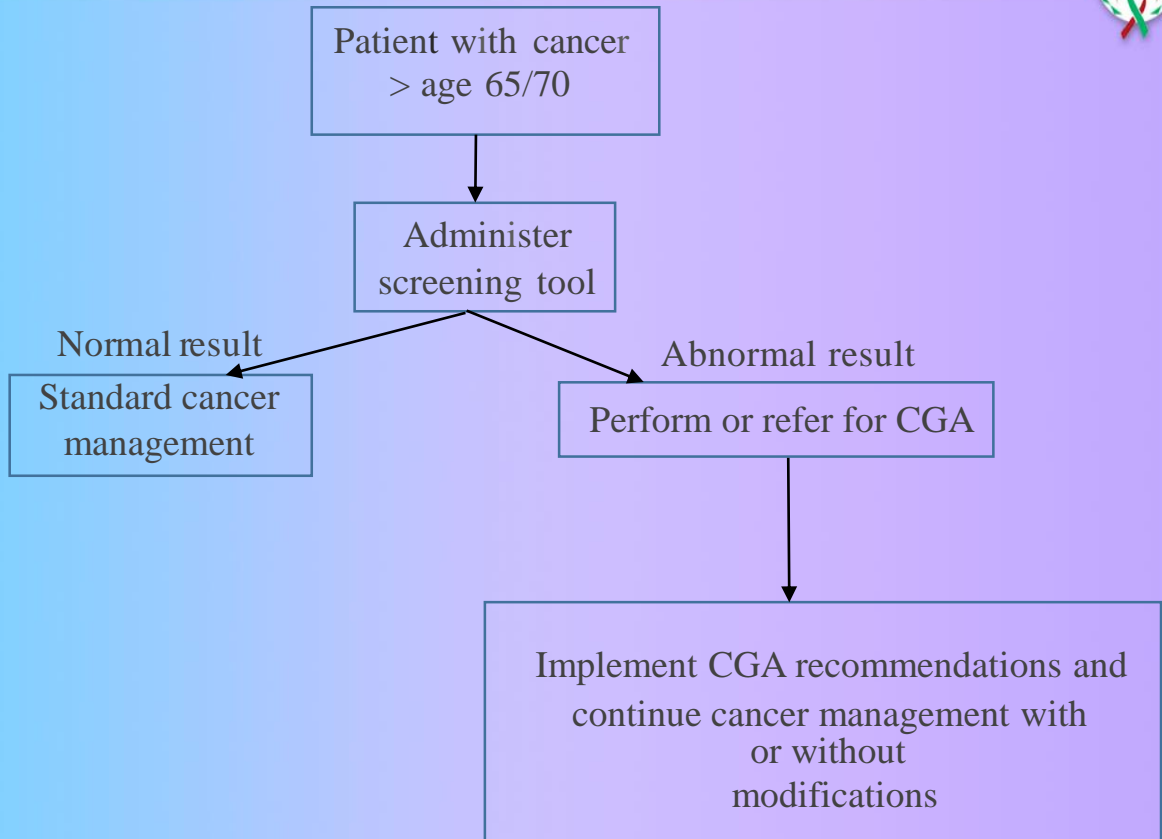 Patient with cancer
> age 65/70
Administer
screening tool
Normal result
Abnormal result
Standard cancer
management
Perform or refer for CGA
Implement CGA recommendations and
continue cancer management with
or without
modifications